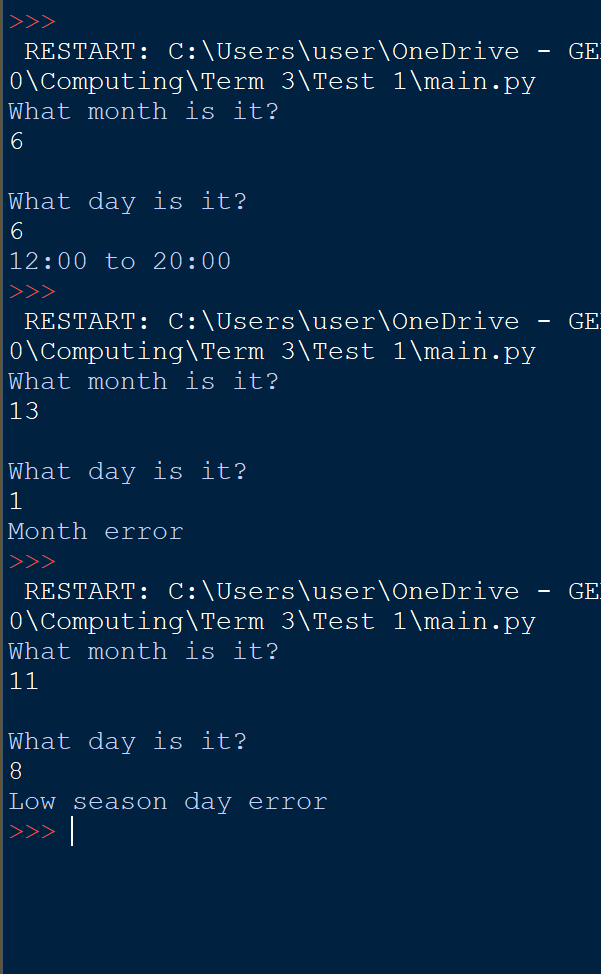 >>>
RESTART: C:\Users\user\OneDrive - GE
0\Computing\Term 3\Test 1\main.py
What month is it?
6
What day is it?
6
12:00 to 20:00
>>>
RESTART: C:\Users\user\OneDrive - GE
0\Computing\Term 3\Test 1\main.py
What month is it?
13
What day is it?
1
Month error
>>>
RESTART: C:\Users\user\OneDrive - GE
0\Computing\Term 3\Test 1\main.py
What month is it?
11
What day is it?
8
Low season day error
>>>